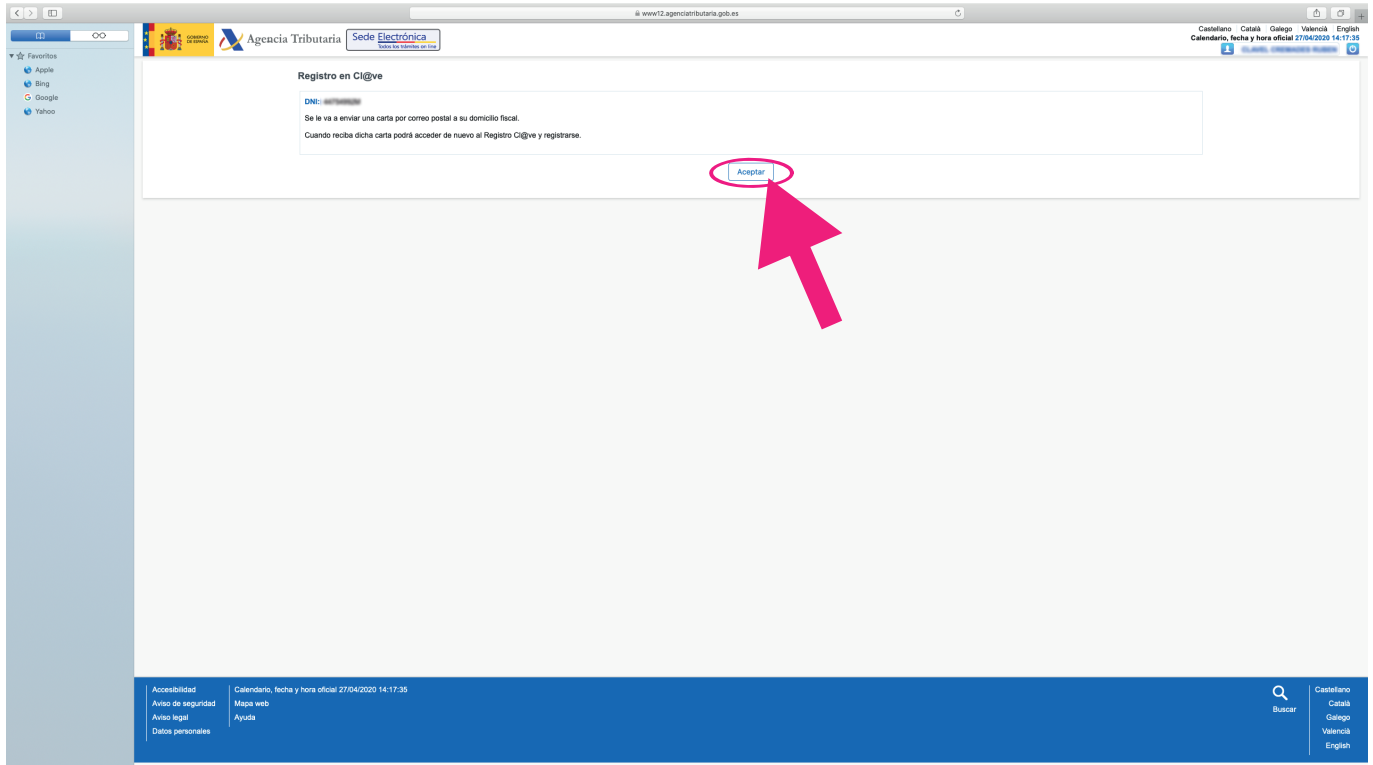 www12.agenciatributaria.gob.es
Favoritos
Apple
Bing
Google
Yahoo
GOBIERNO
DE ESPAÑA
Agencia Tributaria
Sede Electrónica
Todos los trámites en line
Castellano Català Galego Valencià English
Calendario, fecha y hora oficial 27/04/2020 14:17:35
Registro en Cl@ve
DNI::
Se le va a enviar una carta por correo postal a su domicilio fiscal.
Cuando reciba dicha carta podrá acceder de nuevo al Registro Cl@ve y registrarse.
Aceptar
Accesibilidad
Aviso de seguridad
Aviso legal
Datos personales
Calendario, fecha y hora oficial 27/04/2020 14:17:35
Mapa web
Ayuda
Buscar
Castellano
Català
Galego
Valencià
English